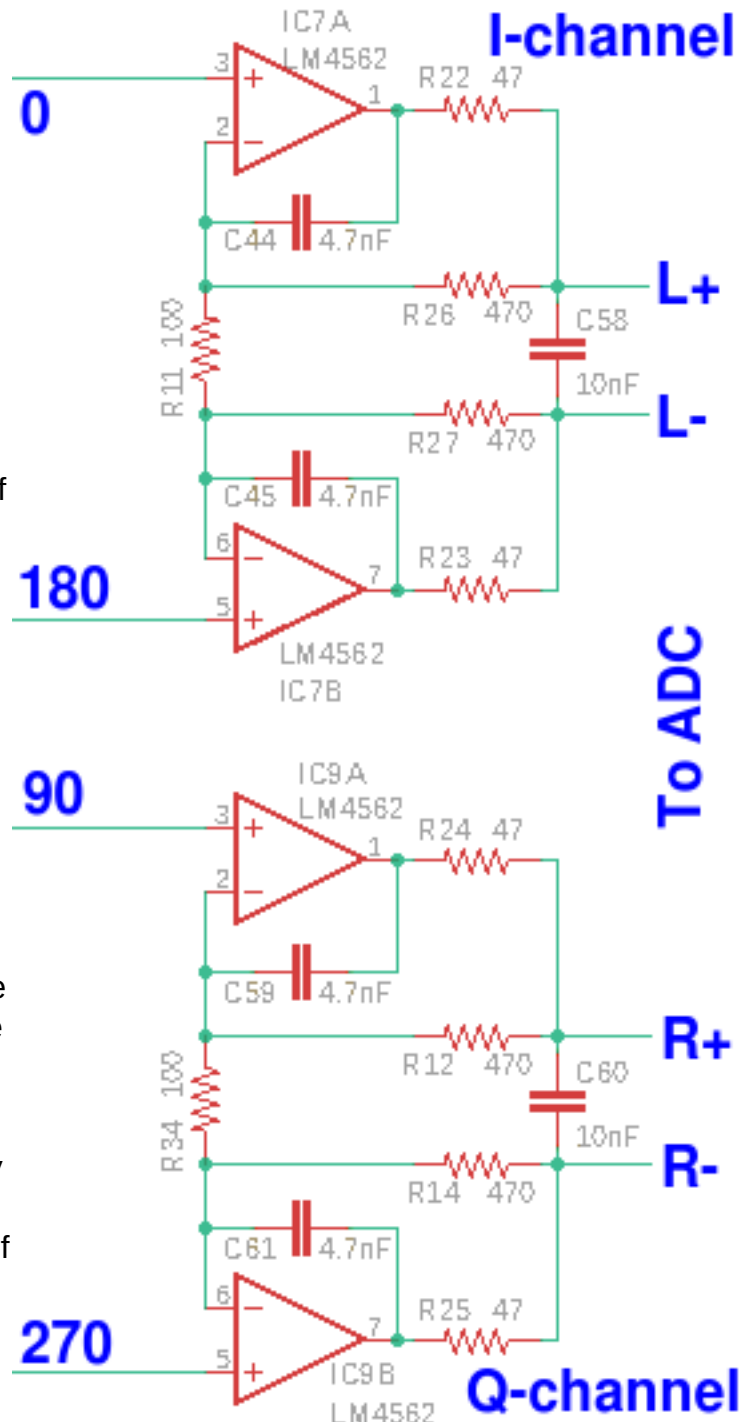 IC7A
I-channel
LM4562
3
+
R22 47
1
0
2
−
C44 4.7nF
L+
R26 470
C58
R11 100
10nF
L-
R27 470
f
C45 4.7nF
6
−
R23 47
7
180
5
+
LM4562
IC7B
To ADC
90
IC9A
LM4562
3
+
R24 47
1
2
−
e
C59 4.7nF
e
R+
R12 470
C60
R34 100
10nF
R-
R14 470
f
C61 4.7nF
6
−
R25 47
7
270
5
+
IC9B
Q-channel
LM4562